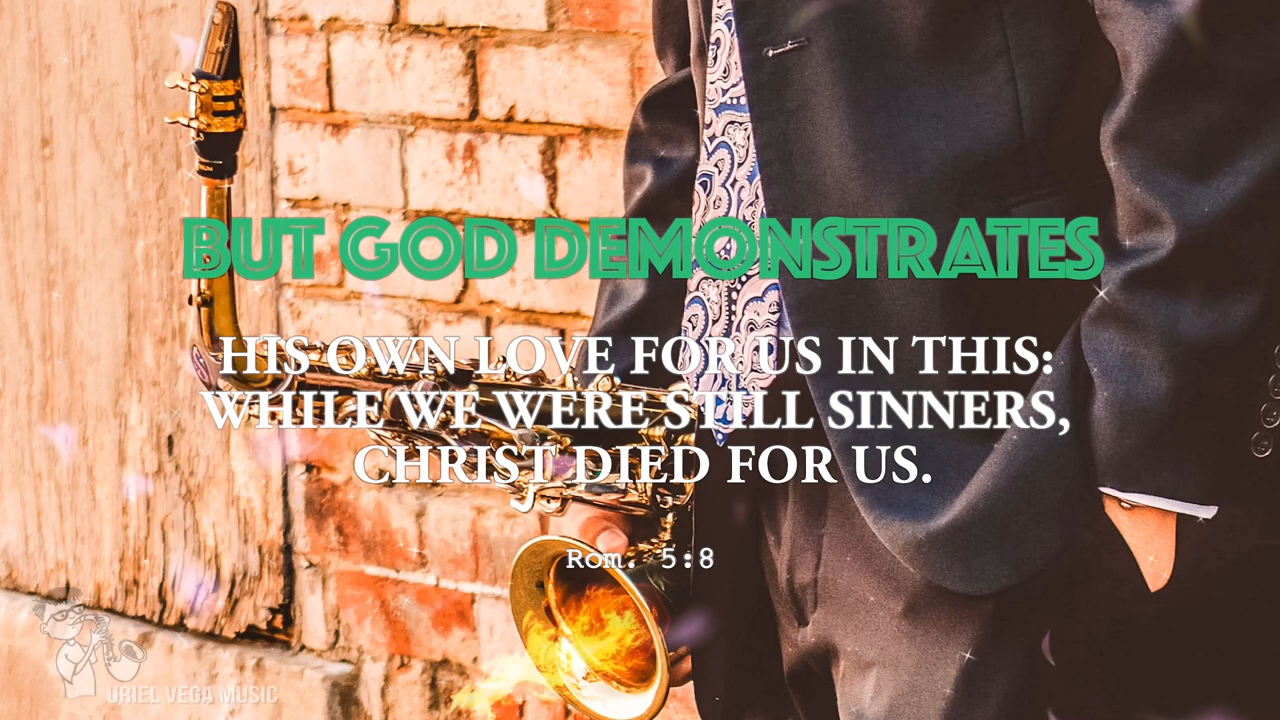 BUT GOD DEMONSTRATES
HIS OWN LOVE FOR US IN THIS:
WHILE WE WERE STILL SINNERS,
CHRIST DIED FOR US.
Rom. 5:8
URIEL VEGA MUSIC